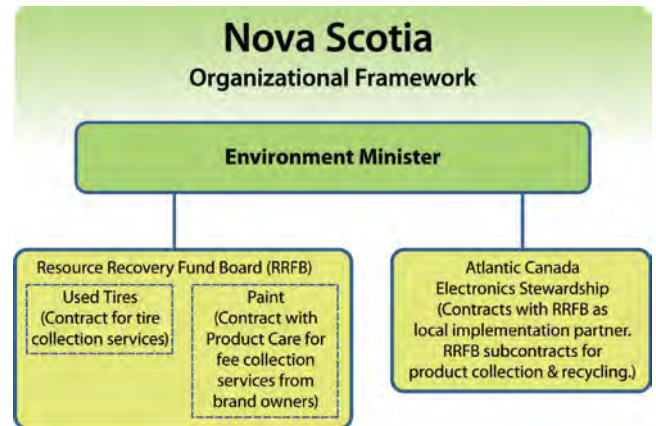 Nova Scotia
Organizational Framework
Environment Minister
Resource Recovery Fund Board (RRFB)
Used Tires
(Contract for tire
collection services)
Paint
(Contract with
Product Care for
fee collection
services from
brand owners)
Atlantic Canada
Electronics Stewardship
(Contracts with RRFB as
local implementation partner.
RRFB subcontracts for
product collection & recycling.)